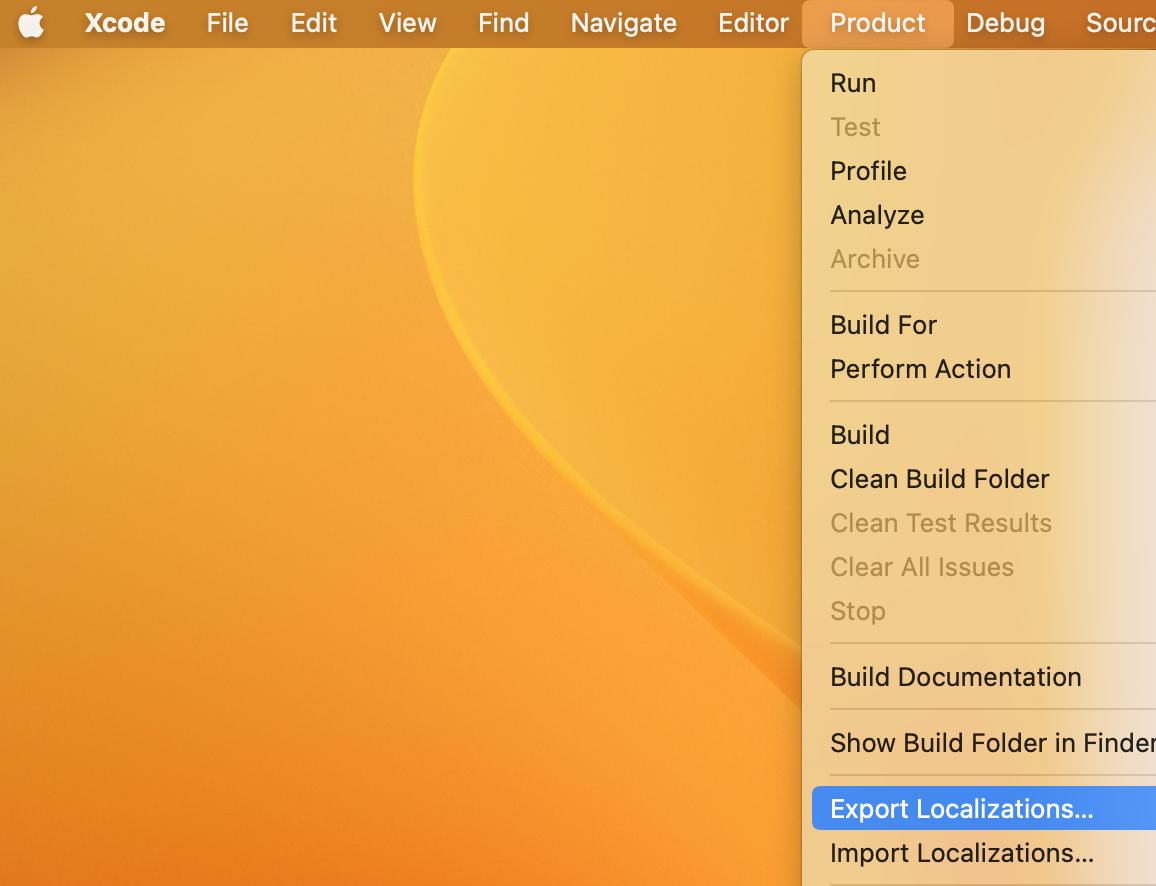 Xcode File Edit View Find Navigate Editor Product Debug Sourc
Run
Test
Profile
Analyze
Archive
Build For
Perform Action
Build
Clean Build Folder
Clean Test Results
Clear All Issues
Stop
Build Documentation
Show Build Folder in Finder
Export Localizations...
Import Localizations...